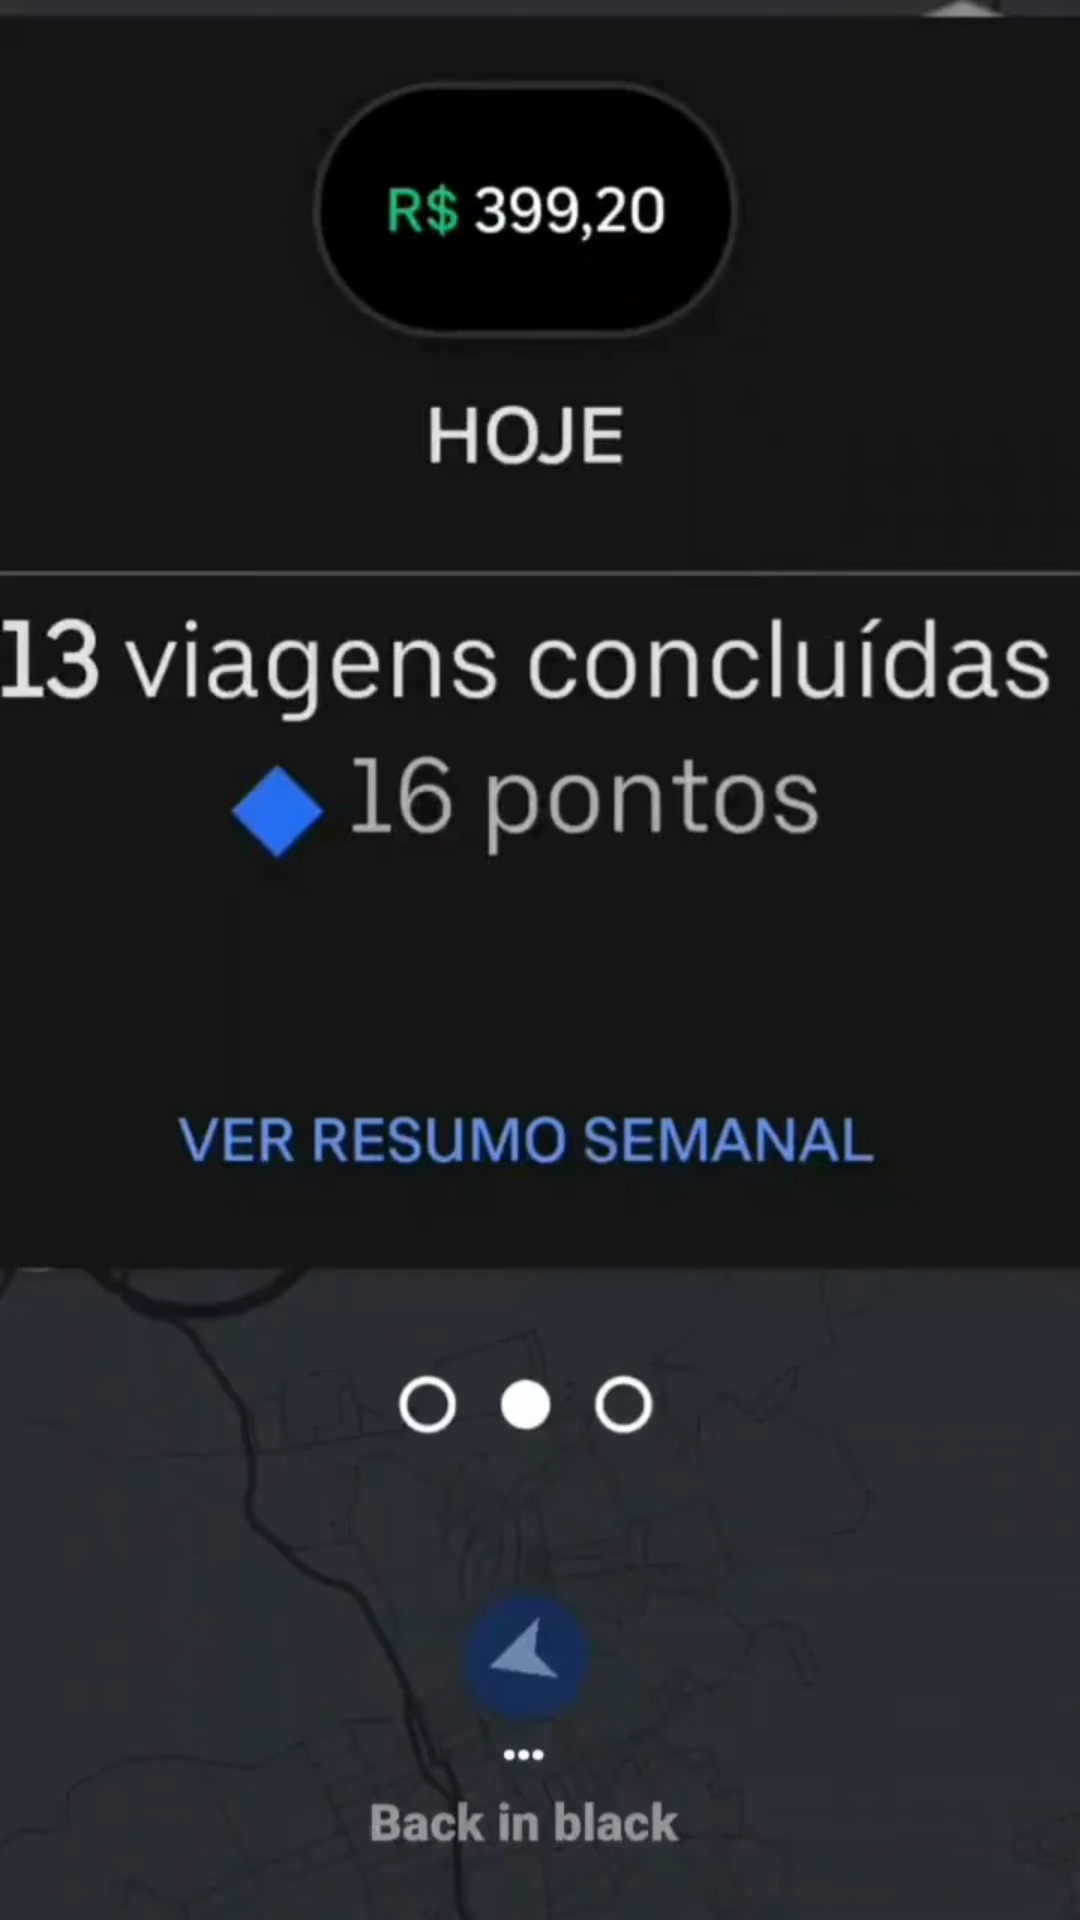 R$ 399,20
HOJE
13 viagens concluídas
16 pontos
VER RESUMO SEMANAL
...
Back in black